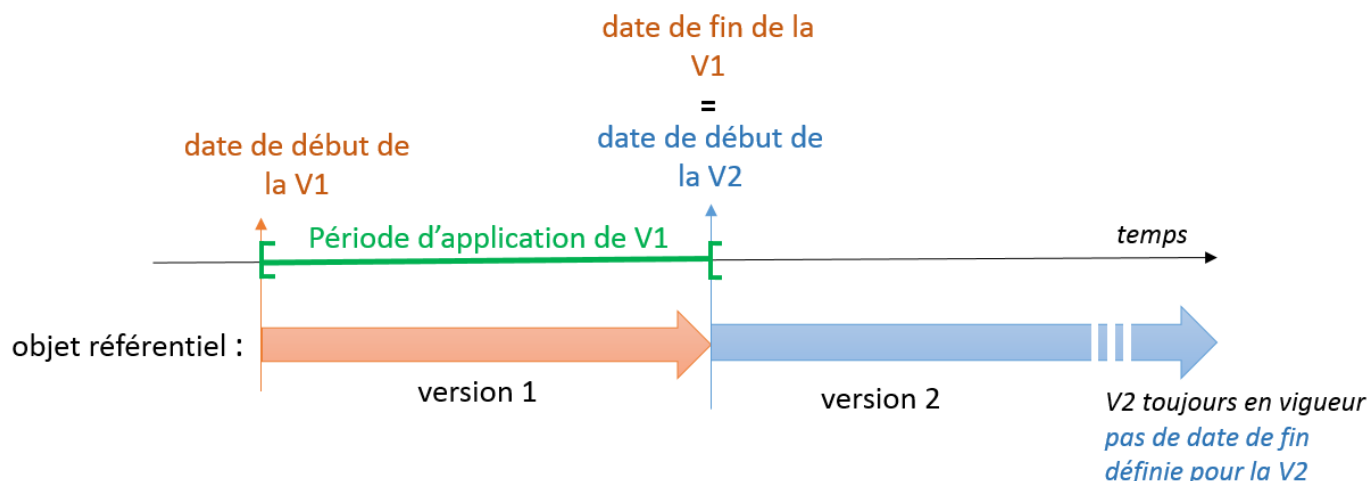 date de fin de la
V1
=
date de début de
la V2
date de début de
la V1
Période d’application de V1
temps
objet référentiel :
version 1
version 2
V2 toujours en vigueur
pas de date de fin
définie pour la V2